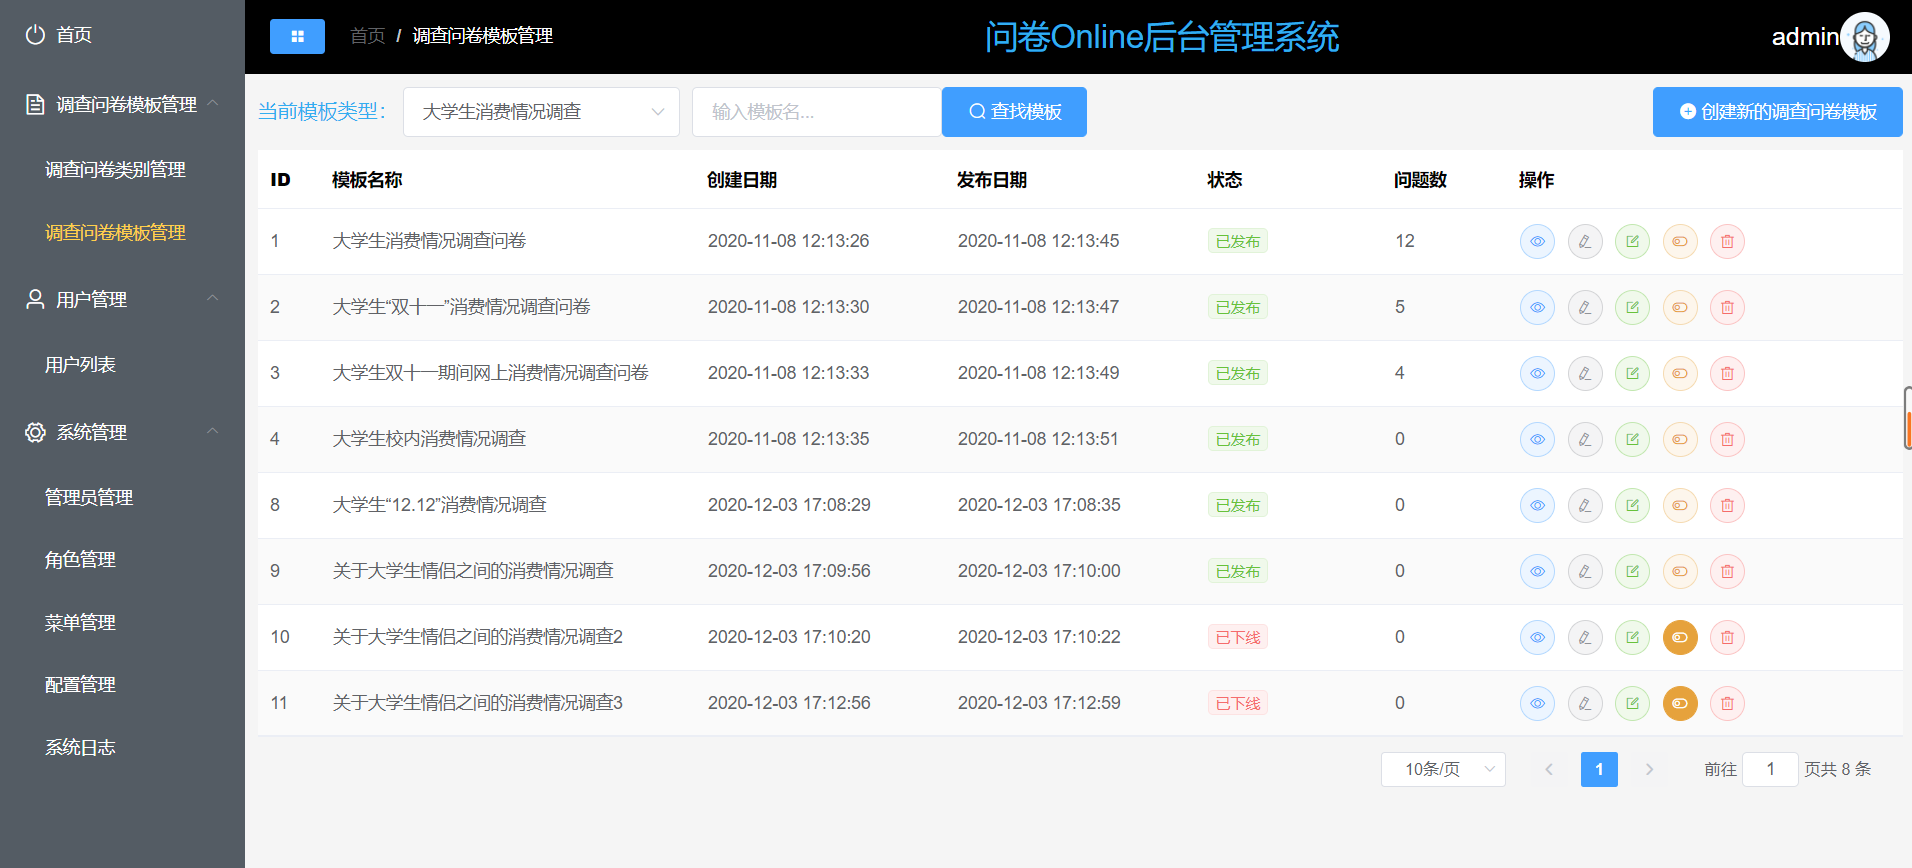 首页
调查问卷模板管理
调查问卷类别管理
调查问卷模板管理
用户管理
用户列表
系统管理
管理员管理
角色管理
菜单管理
配置管理
系统日志
首页 / 调查问卷模板管理
问卷Online后台管理系统
admin
当前模板类型: 大学生消费情况调查 输入模板名... 查找模板 创建新的调查问卷模板
ID 模板名称 创建日期 发布日期 状态 问题数 操作
1 大学生消费情况调查问卷 2020-11-08 12:13:26 2020-11-08 12:13:45 已发布 12
2 大学生“双十一”消费情况调查问卷 2020-11-08 12:13:30 2020-11-08 12:13:47 已发布 5
3 大学生双十一期间网上消费情况调查问卷 2020-11-08 12:13:33 2020-11-08 12:13:49 已发布 4
4 大学生校内消费情况调查 2020-11-08 12:13:35 2020-11-08 12:13:51 已发布 0
8 大学生“12.12”消费情况调查 2020-12-03 17:08:29 2020-12-03 17:08:35 已发布 0
9 关于大学生情侣之间的消费情况调查 2020-12-03 17:09:56 2020-12-03 17:10:00 已发布 0
10 关于大学生情侣之间的消费情况调查2 2020-12-03 17:10:20 2020-12-03 17:10:22 已下线 0
11 关于大学生情侣之间的消费情况调查3 2020-12-03 17:12:56 2020-12-03 17:12:59 已下线 0
10条/页 1 前往 1 页共 8 条